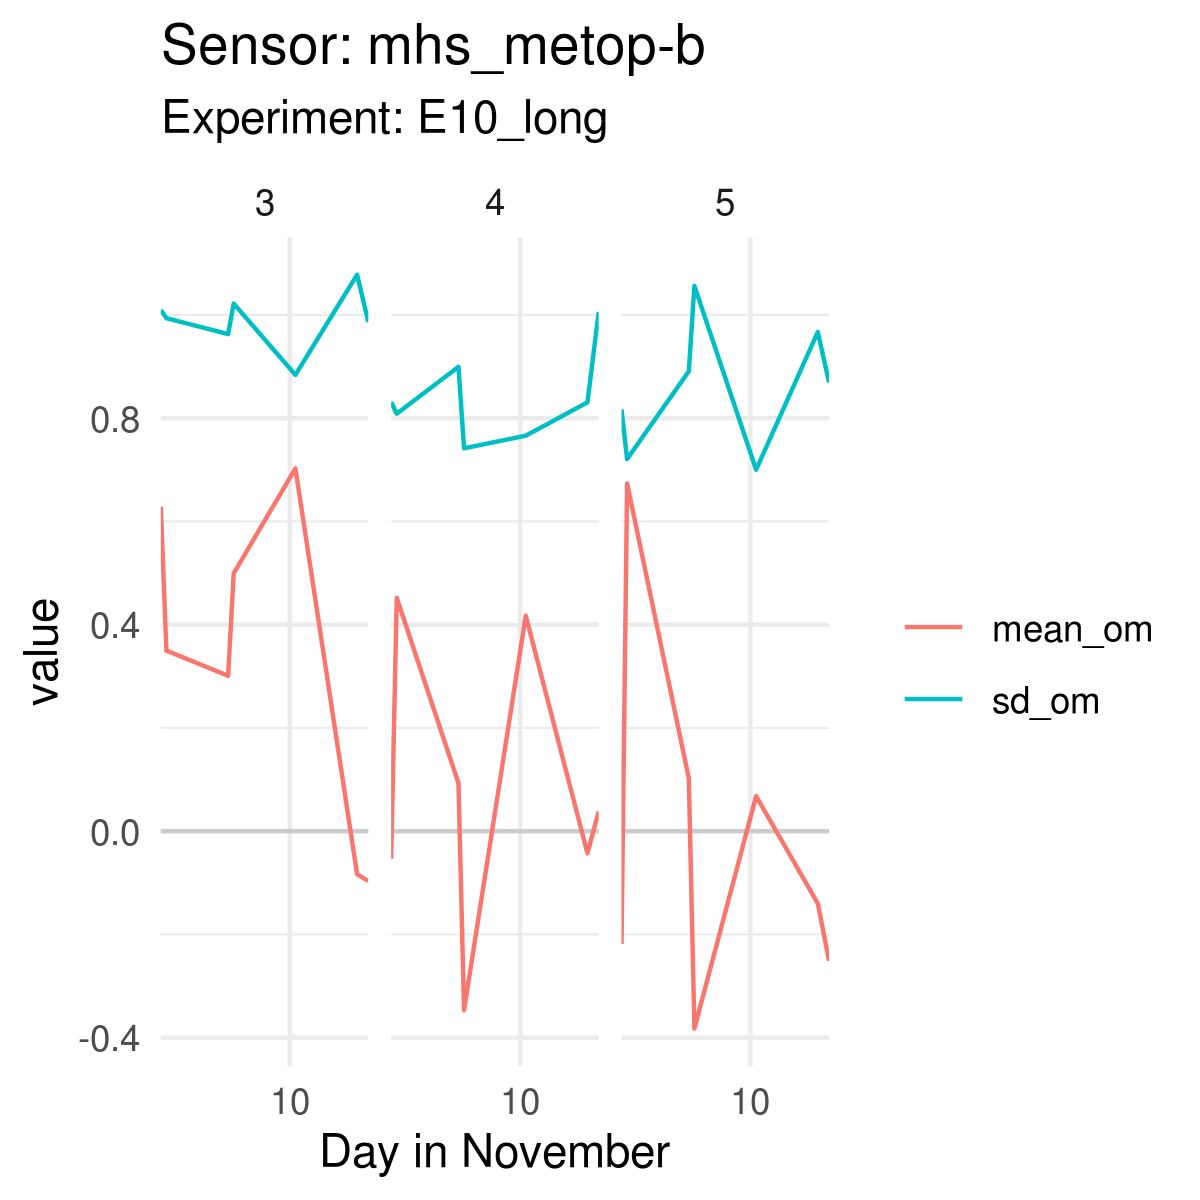 Sensor: mhs_metop-b
Experiment: E10_long
3 4 5
0.8
0.4
0.0
-0.4
value
10 10 10
Day in November
mean_om
sd_om